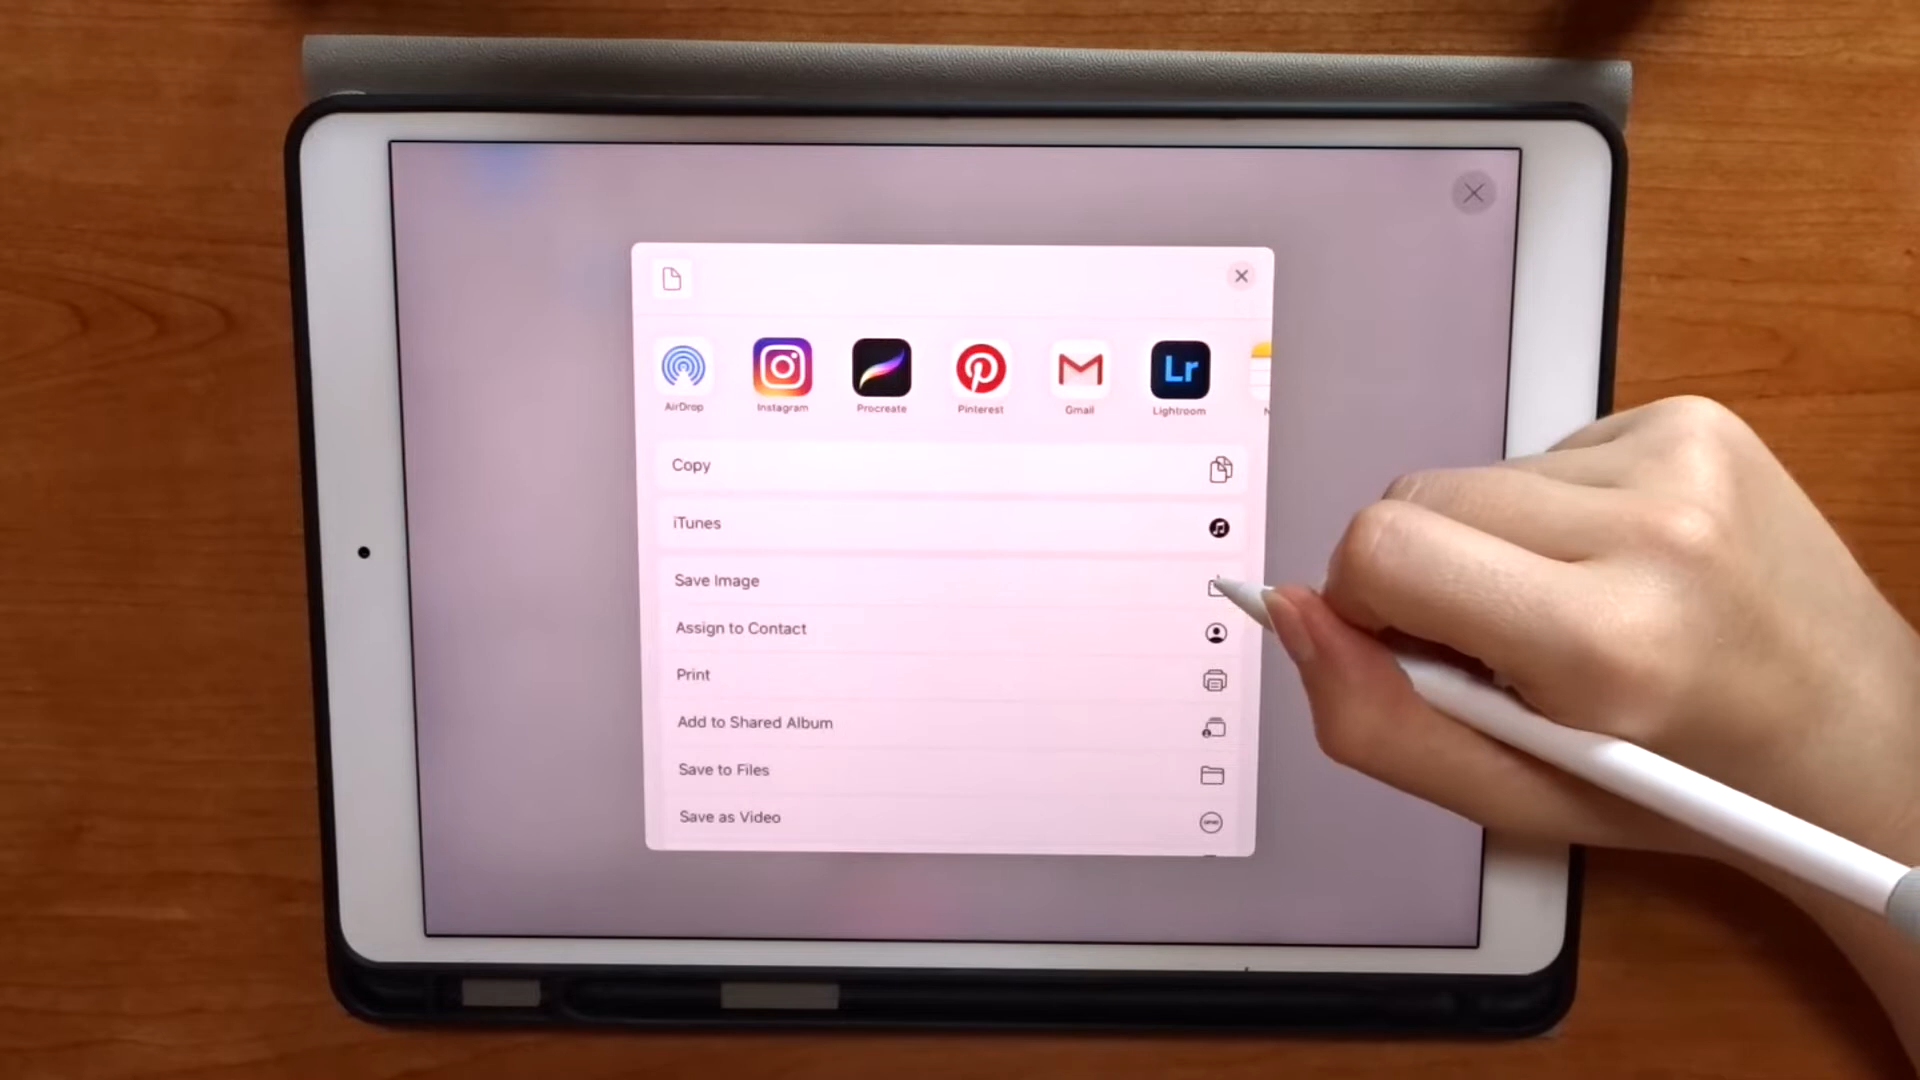 AirDrop Instagram Procreate Pinterest Gmail Lightroom N
Lr
Copy
iTunes
Save Image
Assign to Contact
Print
Add to Shared Album
Save to Files
Save as Video